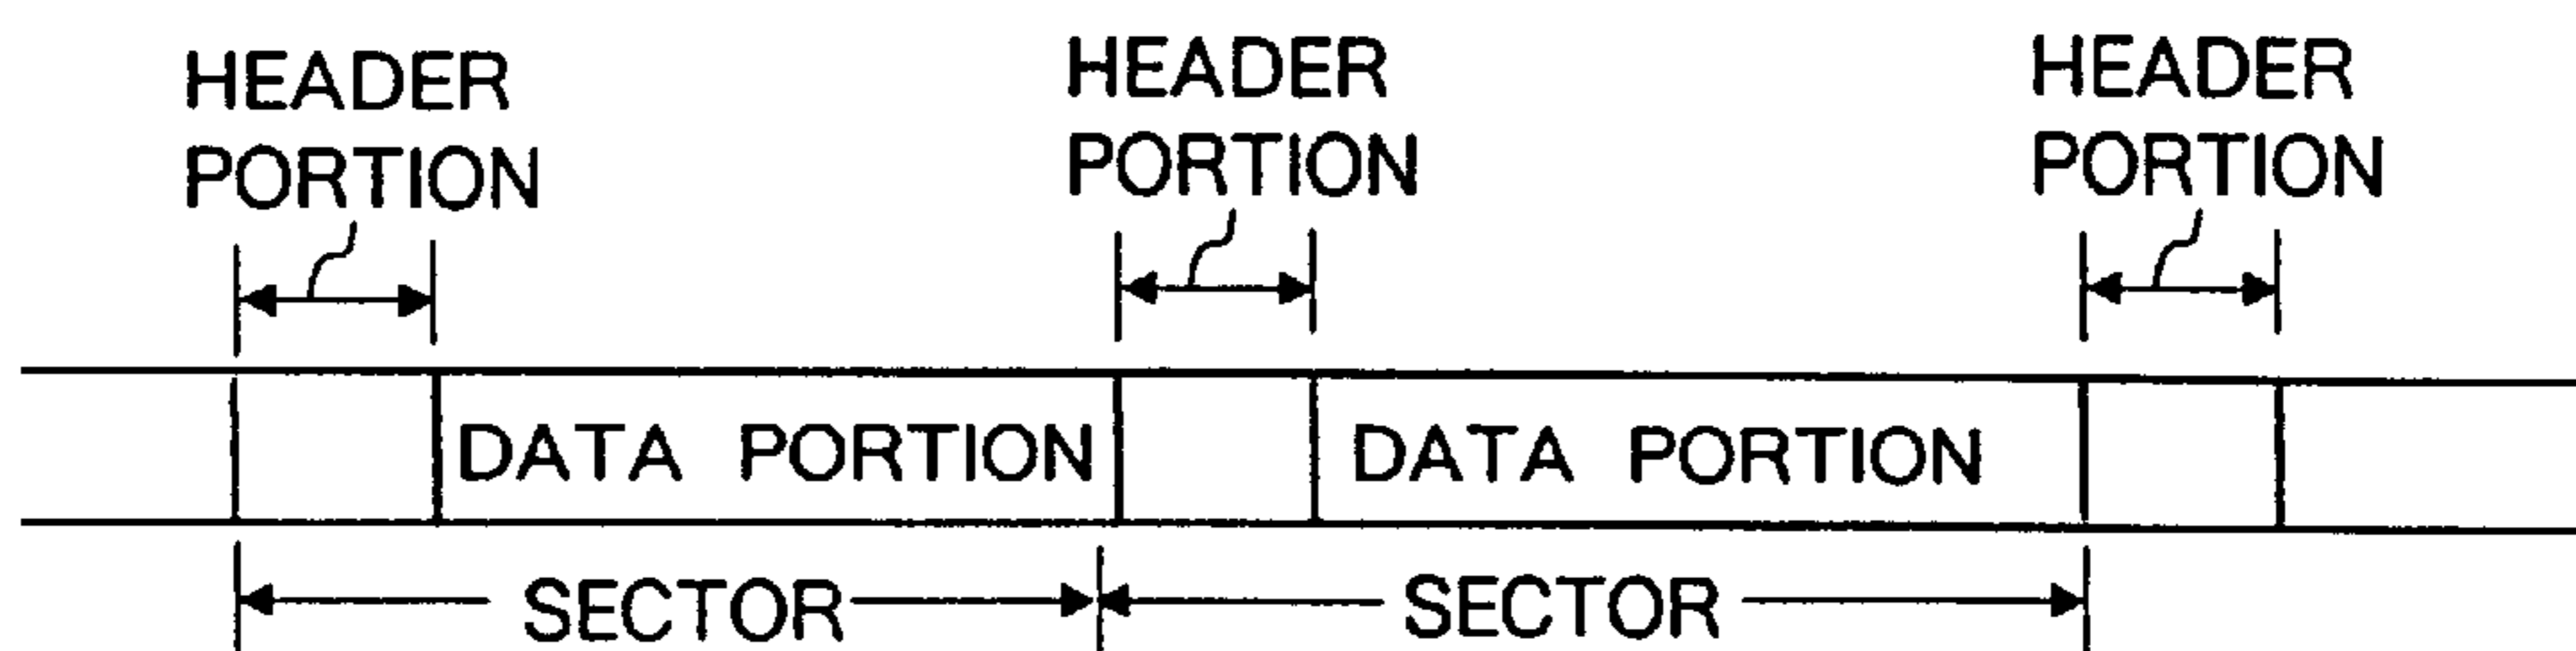 HEADER
PORTION
HEADER
PORTION
HEADER
PORTION
DATA PORTION
DATA PORTION
SECTOR
SECTOR